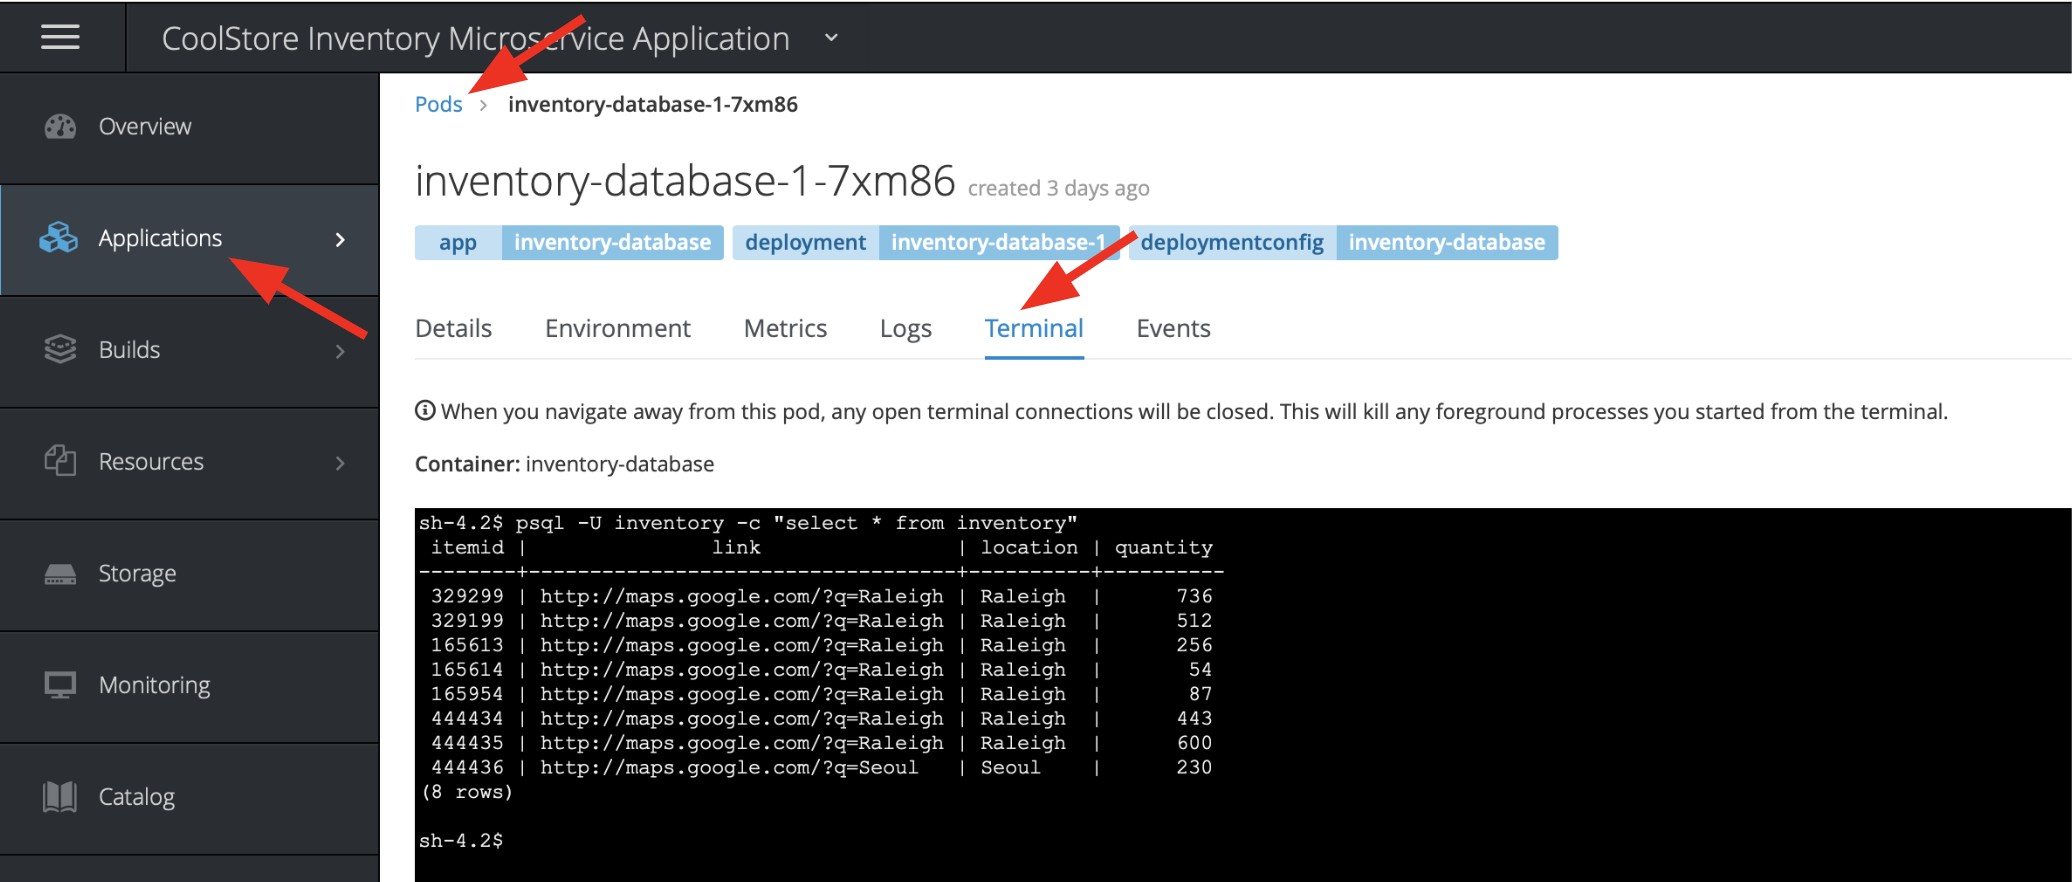 CoolStore Inventory Microservice Application
Overview
Applications
Builds
Resources
Storage
Monitoring
Catalog
Pods > inventory-database-1-7xm86
inventory-database-1-7xm86 created 3 days ago
app inventory-database deployment inventory-database-1 deploymentconfig inventory-database
Details Environment Metrics Logs Terminal Events
When you navigate away from this pod, any open terminal connections will be closed. This will kill any foreground processes you started from the terminal.
Container: inventory-database
sh-4.2$ psql -U inventory -c "select * from inventory"
 itemid |               link                | location | quantity
--------+-----------------------------------+----------+----------
 329299 | http://maps.google.com/?q=Raleigh | Raleigh  |      736
 329199 | http://maps.google.com/?q=Raleigh | Raleigh  |      512
 165613 | http://maps.google.com/?q=Raleigh | Raleigh  |      256
 165614 | http://maps.google.com/?q=Raleigh | Raleigh  |       54
 165954 | http://maps.google.com/?q=Raleigh | Raleigh  |       87
 444434 | http://maps.google.com/?q=Raleigh | Raleigh  |      443
 444435 | http://maps.google.com/?q=Raleigh | Raleigh  |      600
 444436 | http://maps.google.com/?q=Seoul   | Seoul    |      230
(8 rows)
sh-4.2$